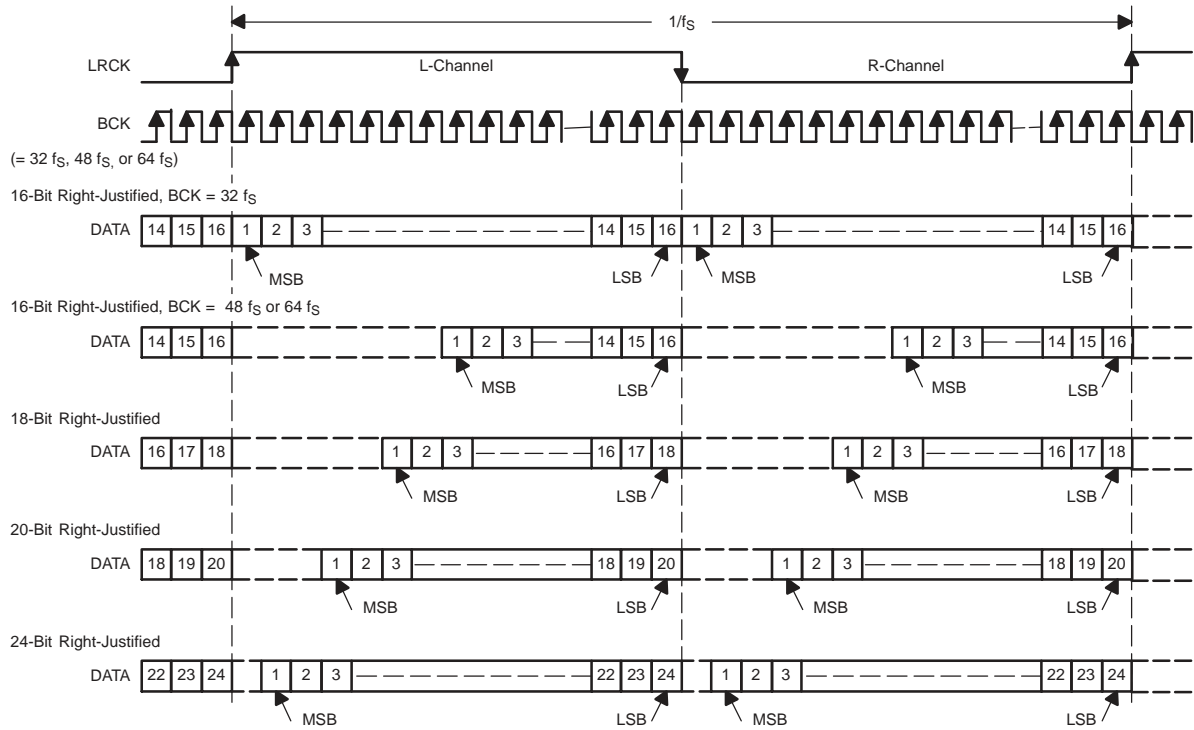 1/fS
LRCK L-Channel R-Channel
BCK
(= 32 fS, 48 fS, or 64 fS)
16-Bit Right-Justified, BCK = 32 fS
DATA 14 15 16 1 2 3 14 15 16 1 2 3 14 15 16
MSB LSB MSB LSB
16-Bit Right-Justified, BCK = 48 fS or 64 fS
DATA 14 15 16 1 2 3 14 15 16 1 2 3 14 15 16
MSB LSB MSB LSB
18-Bit Right-Justified
DATA 16 17 18 1 2 3 16 17 18 1 2 3 16 17 18
MSB LSB MSB LSB
20-Bit Right-Justified
DATA 18 19 20 1 2 3 18 19 20 1 2 3 18 19 20
MSB LSB MSB LSB
24-Bit Right-Justified
DATA 22 23 24 1 2 3 22 23 24 1 2 3 22 23 24
MSB LSB MSB LSB